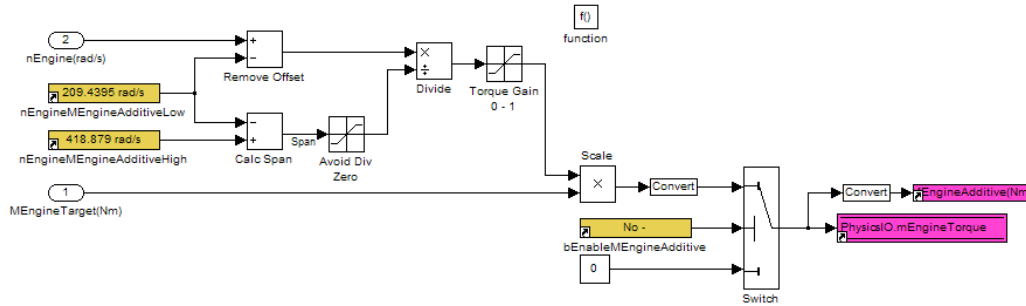 f()
function
2
nEngine(rad/s)
+
−
Remove Offset
×
÷
Divide
Torque Gain
0 - 1
209.4395 rad/s
nEngineMEngineAdditiveLow
418.879 rad/s
nEngineMEngineAdditiveHigh
−
+
Calc Span
Span
Avoid Div
Zero
1
MEngineTarget(Nm)
Scale
×
Convert
No -
bEnableMEngineAdditive
0
Switch
Convert
EngineAdditive(Nm
PhysicsIO.mEngineTorque